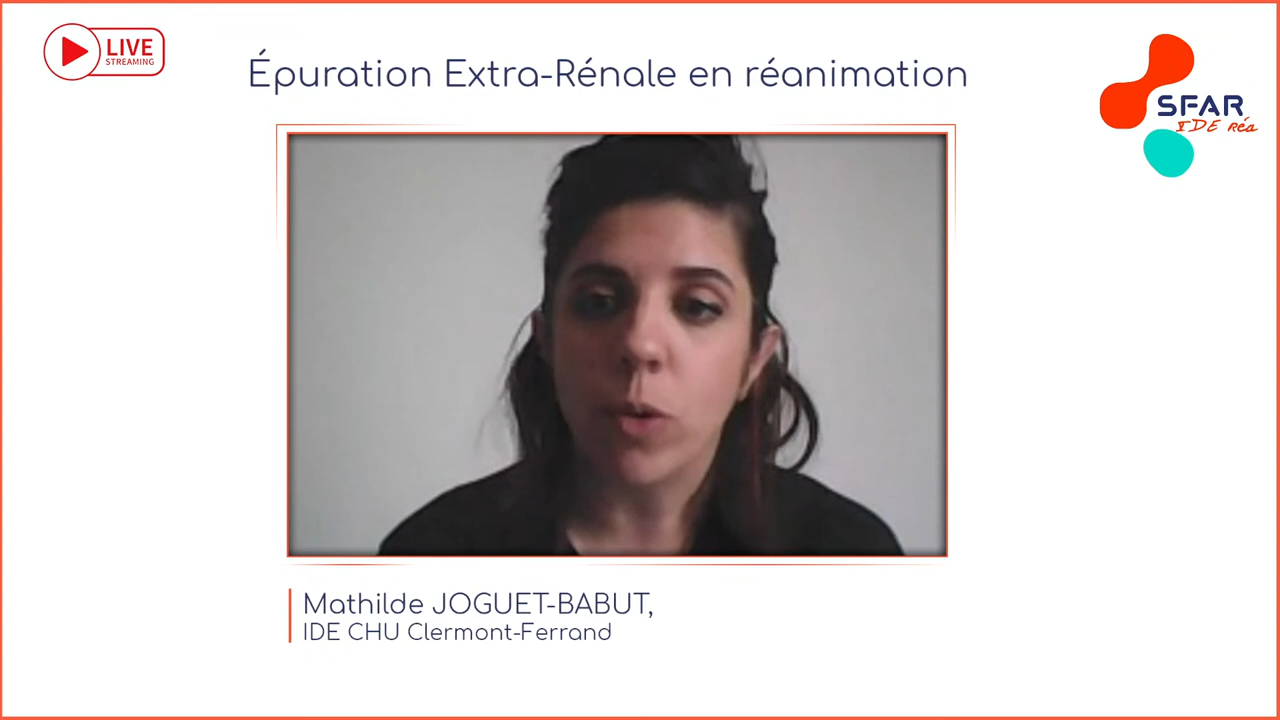 LIVE
STREAMING
Épuration Extra-Rénale en réanimation
SFAR
IDE Réa
Mathilde JOGUET-BABUT,
IDE CHU Clermont-Ferrand